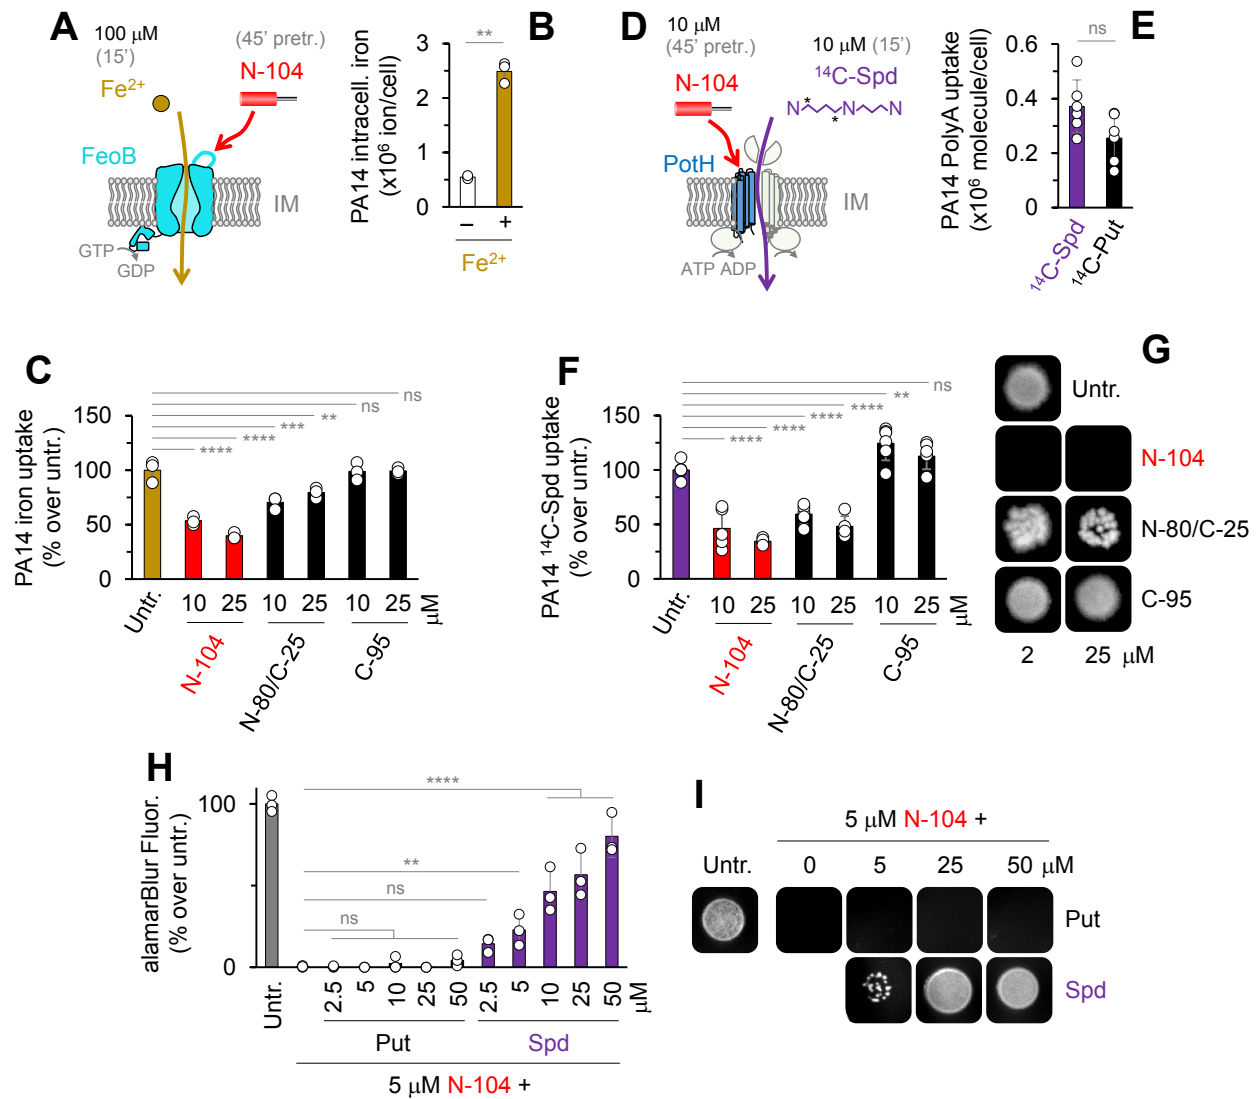 A
100 µM
(15’)
Fe2+
(45’ pretr.)
N-104
FeoB
IM
GTP
GDP
B
PA14 intracell. iron
(x10⁶ ion/cell)
3
2
1
0
**
– +
Fe2+
D
10 µM
(45’ pretr.)
N-104
10 µM (15’)
¹⁴C-Spd
N * N N
*
PotH
IM
ATP ADP
E
PA14 PolyA uptake
(x10⁶ molecule/cell)
0.6
0.4
0.2
0
ns
¹⁴C-Spd
¹⁴C-Put
C
PA14 iron uptake
(% over untr.)
150
100
50
0
ns
ns
**
***
****
****
Untr.
10 25 10 25 10 25 µM
N-104
N-80/C-25
C-95
F
PA14 ¹⁴C-Spd uptake
(% over untr.)
150
100
50
0
ns
**
****
****
****
****
Untr.
10 25 10 25 10 25 µM
N-104
N-80/C-25
C-95
G
Untr.
N-104
N-80/C-25
C-95
2 25 µM
H
alamarBlur Fluor.
(% over untr.)
100
0
****
**
ns
ns
Untr.
2.5 5 10 25 50 2.5 5 10 25 50 µM
Put Spd
5 µM N-104 +
I
5 µM N-104 +
Untr. 0 5 25 50 µM
Put
Spd